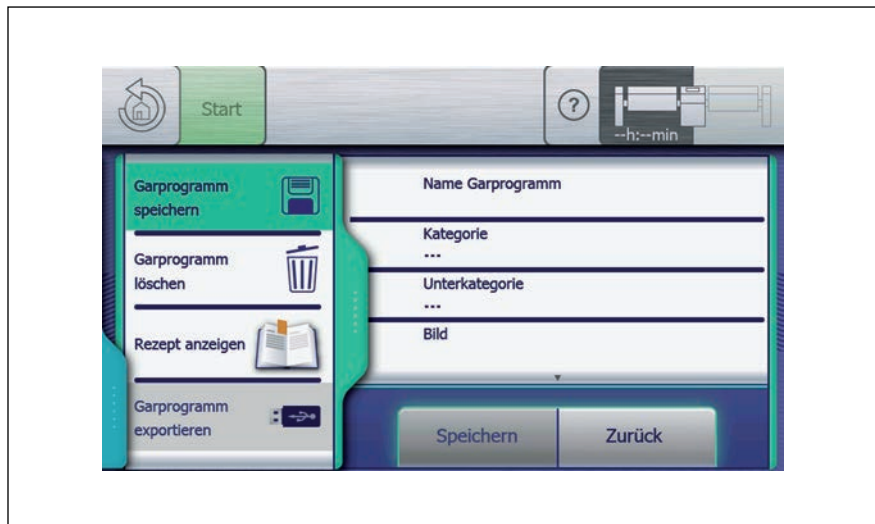 Start
?
--h:--min
Garprogramm
speichern
Garprogramm
löschen
Rezept anzeigen
Garprogramm
exportieren
Name Garprogramm
Kategorie
---
Unterkategorie
---
Bild
Speichern
Zurück